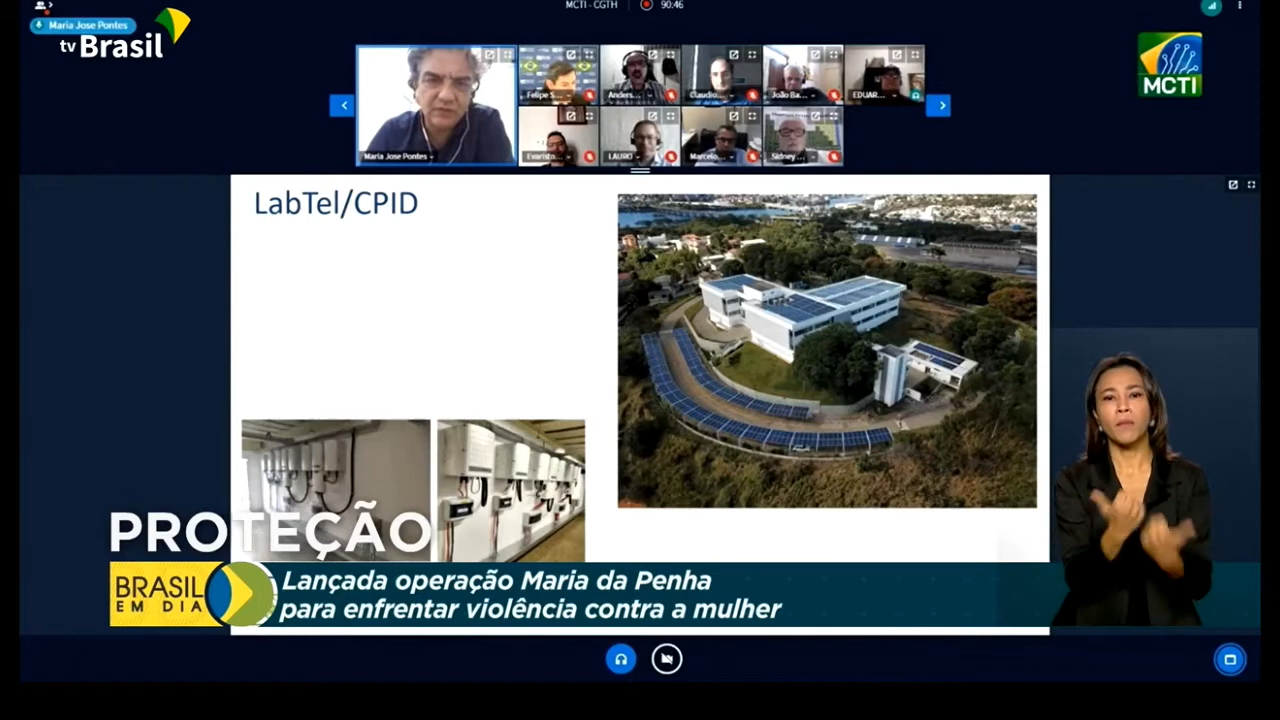 MCTI - CGTH
90:46
Maria Jose Pontes
tv Brasil
MCTI
Felipe S...
Anders...
Claudio...
João Ba...
EDUAR...
Maria Jose Pontes
Evaristo...
LAURO
Marcelo...
Sidney ...
LabTel/CPID
PROTEÇÃO
BRASIL
EM DIA
Lançada operação Maria da Penha
para enfrentar violência contra a mulher